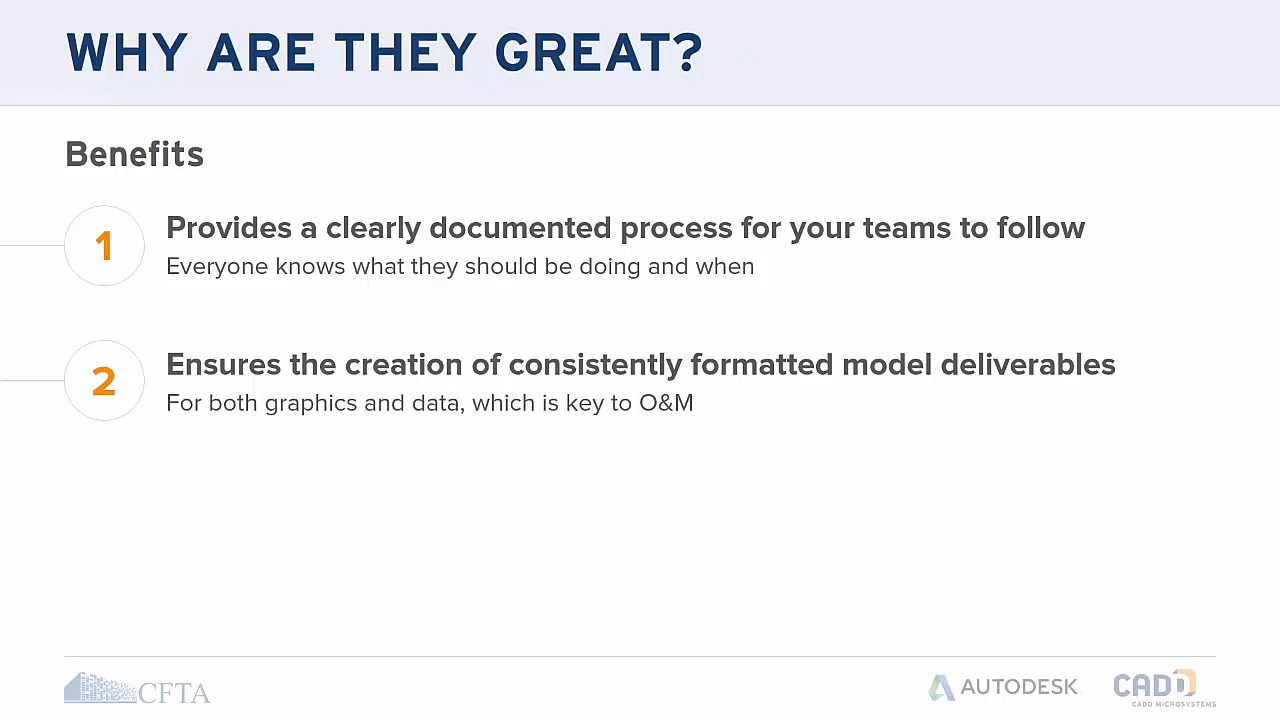 WHY ARE THEY GREAT?
Benefits
1
Provides a clearly documented process for your teams to follow
Everyone knows what they should be doing and when
2
Ensures the creation of consistently formatted model deliverables
For both graphics and data, which is key to O&M
CFTA
AUTODESK
CADD
CADD MICROSYSTEMS